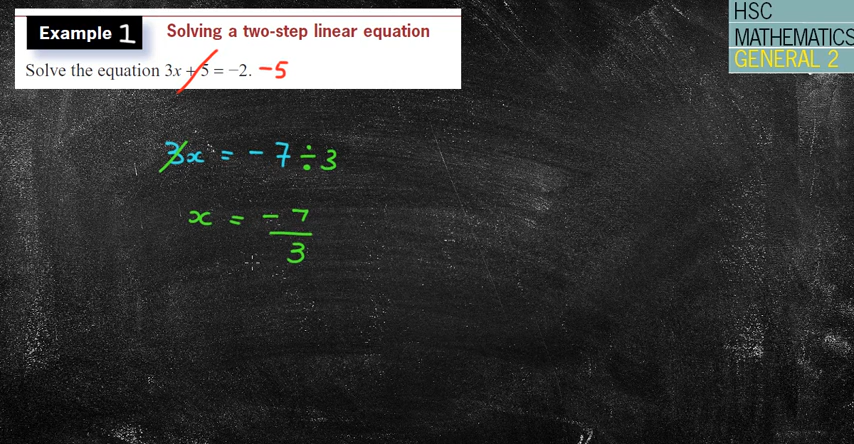 Example 1 Solving a two-step linear equation
Solve the equation 3x + 5 = −2. −5
3x = −7 ÷ 3
x = −7
3
HSC
MATHEMATICS
GENERAL 2